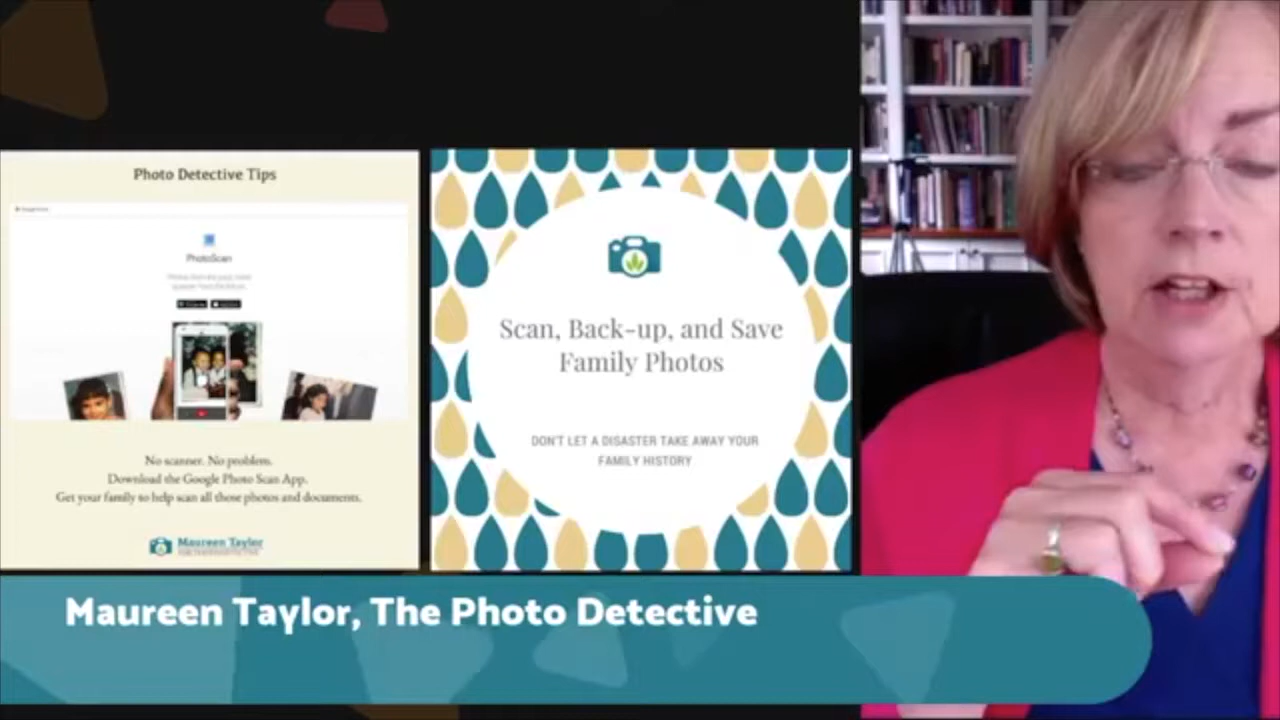 Photo Detective Tips
PhotoScan
No scanner. No problem.
Download the Google Photo Scan App.
Get your family to help scan all those photos and documents.
Maureen Taylor
Scan, Back-up, and Save
Family Photos
DON'T LET A DISASTER TAKE AWAY YOUR
FAMILY HISTORY
Maureen Taylor, The Photo Detective